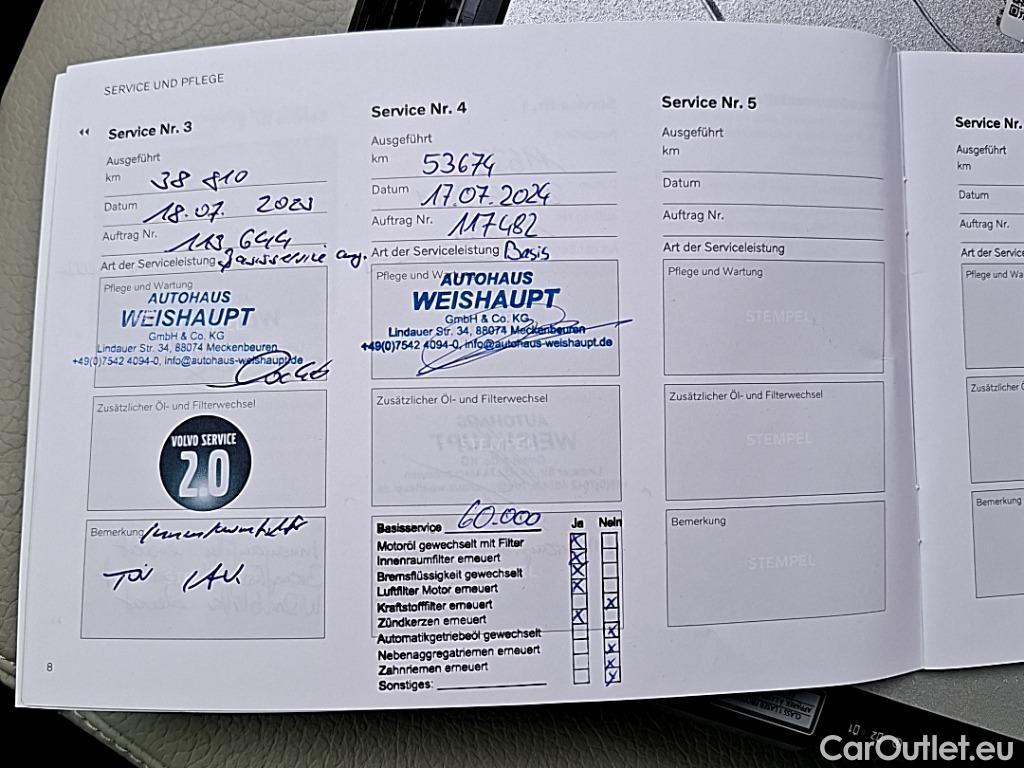 SERVICE UND PFLEGE
Service Nr. 3
Ausgeführt
km 38 810
Datum 18.07. 2023
Auftrag Nr. 113 644
Art der Serviceleistung Basisservice
Pflege und Wartung
AUTOHAUS
WEISHAUPT
GmbH & Co. KG
Lindauer Str. 34, 88074 Meckenbeuren
+49(0)7542 4094-0, info@autohaus-weishaupt.de
Zusätzlicher Öl- und Filterwechsel
VOLVO SERVICE
2.0
Bemerkung
TÜ
8
Service Nr. 4
Ausgeführt
km 53674
Datum 17.07.2024
Auftrag Nr. 117482
Art der Serviceleistung Basis
Pflege und Wartung
AUTOHAUS
WEISHAUPT
GmbH & Co. KG
Lindauer Str. 34, 88074 Meckenbeuren
+49(0)7542 4094-0, info@autohaus-weishaupt.de
Zusätzlicher Öl- und Filterwechsel
STEMPEL
Basisservice 60.000 Ja Nein
Motoröl gewechselt mit Filter x
Innenraumfilter erneuert x
Bremsflüssigkeit gewechselt x
Luftfilter Motor erneuert x
Kraftstofffilter erneuert x
Zündkerzen erneuert x
Automatikgetriebeöl gewechselt x
Nebenaggregatriemen erneuert x
Zahnriemen erneuert x
Sonstiges: x
Service Nr. 5
Ausgeführt
km
Datum
Auftrag Nr.
Art der Serviceleistung
Pflege und Wartung
STEMPEL
Zusätzlicher Öl- und Filterwechsel
STEMPEL
Bemerkung
STEMPEL
Service Nr.
Ausgeführt
km
Datum
Auftrag Nr.
Art der Service
Pflege und Wa
Zusätzlicher Ö
Bemerkung
CarOutlet.eu